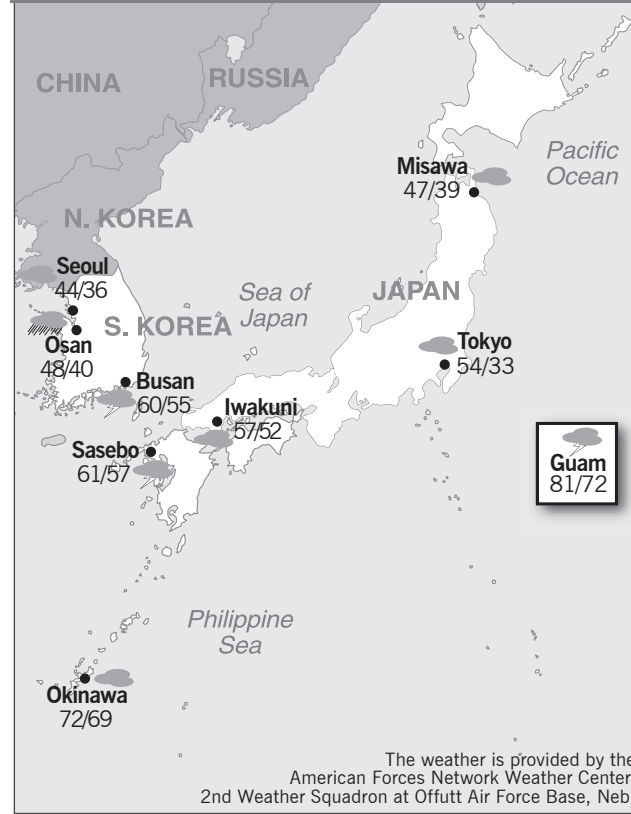 CHINA
RUSSIA
Pacific
Ocean
Misawa
47/39
N. KOREA
Seoul
44/36
Sea of
Japan
JAPAN
S. KOREA
Osan
48/40
Tokyo
54/33
Busan
60/55
Iwakuni
57/52
Sasebo
61/57
Guam
81/72
Philippine
Sea
Okinawa
72/69
The weather is provided by the
American Forces Network Weather Center
2nd Weather Squadron at Offutt Air Force Base, Neb